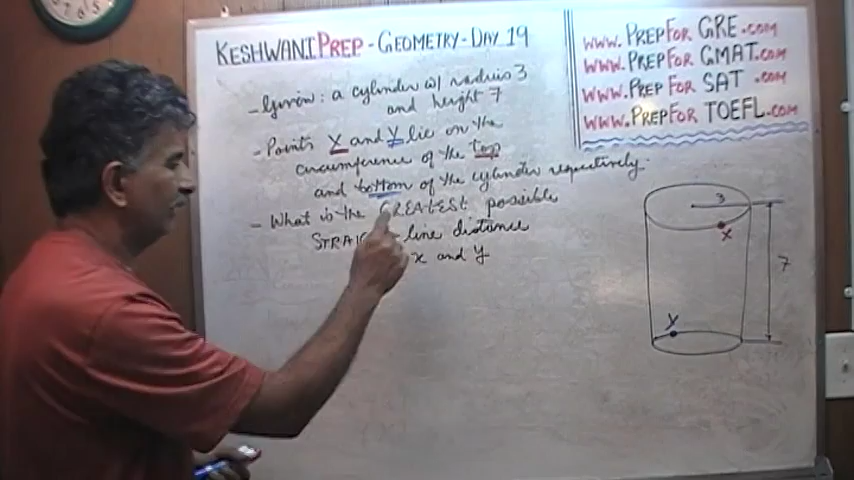 KESHWANI PREP - GEOMETRY - DAY 19
- Given: a cylinder w/ radius 3
and height 7
- Points X and Y lie on the
circumference of the top
and bottom of the cylinder respectively.
- What is the GREATEST possible
line distance
x and y
www. PREPFOR GRE .com
www. PREPFOR GMAT .com
www. PREP FOR SAT .com
www. PREPFOR TOEFL.com
3
X
7
Y